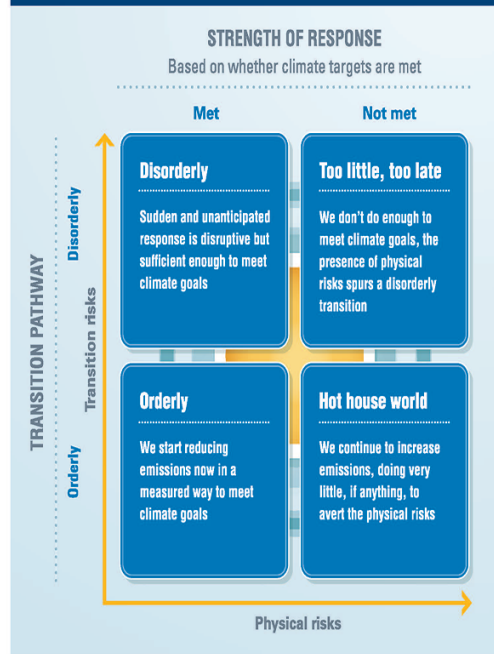 STRENGTH OF RESPONSE
Based on whether climate targets are met
Met
Not met
TRANSITION PATHWAY
Disorderly
Orderly
Transition risks
Disorderly
Sudden and unanticipated
response is disruptive but
sufficient enough to meet
climate goals
Too little, too late
We don't do enough to
meet climate goals, the
presence of physical
risks spurs a disorderly
transition
Orderly
We start reducing
emissions now in a
measured way to meet
climate goals
Hot house world
We continue to increase
emissions, doing very
little, if anything, to
avert the physical risks
Physical risks